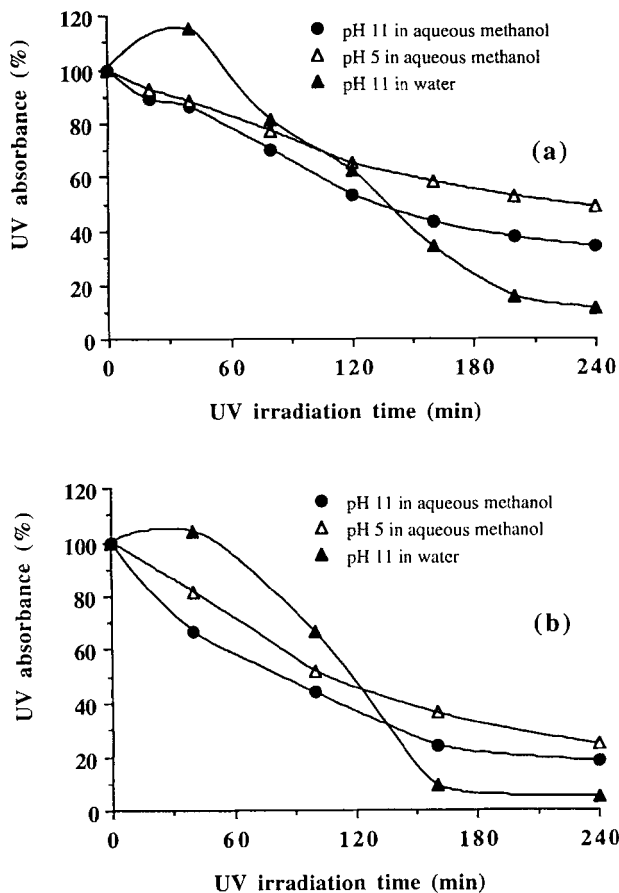 120
100
80
60
40
20
0
UV absorbance (%)
pH 11 in aqueous methanol
pH 5 in aqueous methanol
pH 11 in water
(a)
0 60 120 180 240
UV irradiation time (min)
120
100
80
60
40
20
0
UV absorbance (%)
pH 11 in aqueous methanol
pH 5 in aqueous methanol
pH 11 in water
(b)
0 60 120 180 240
UV irradiation time (min)